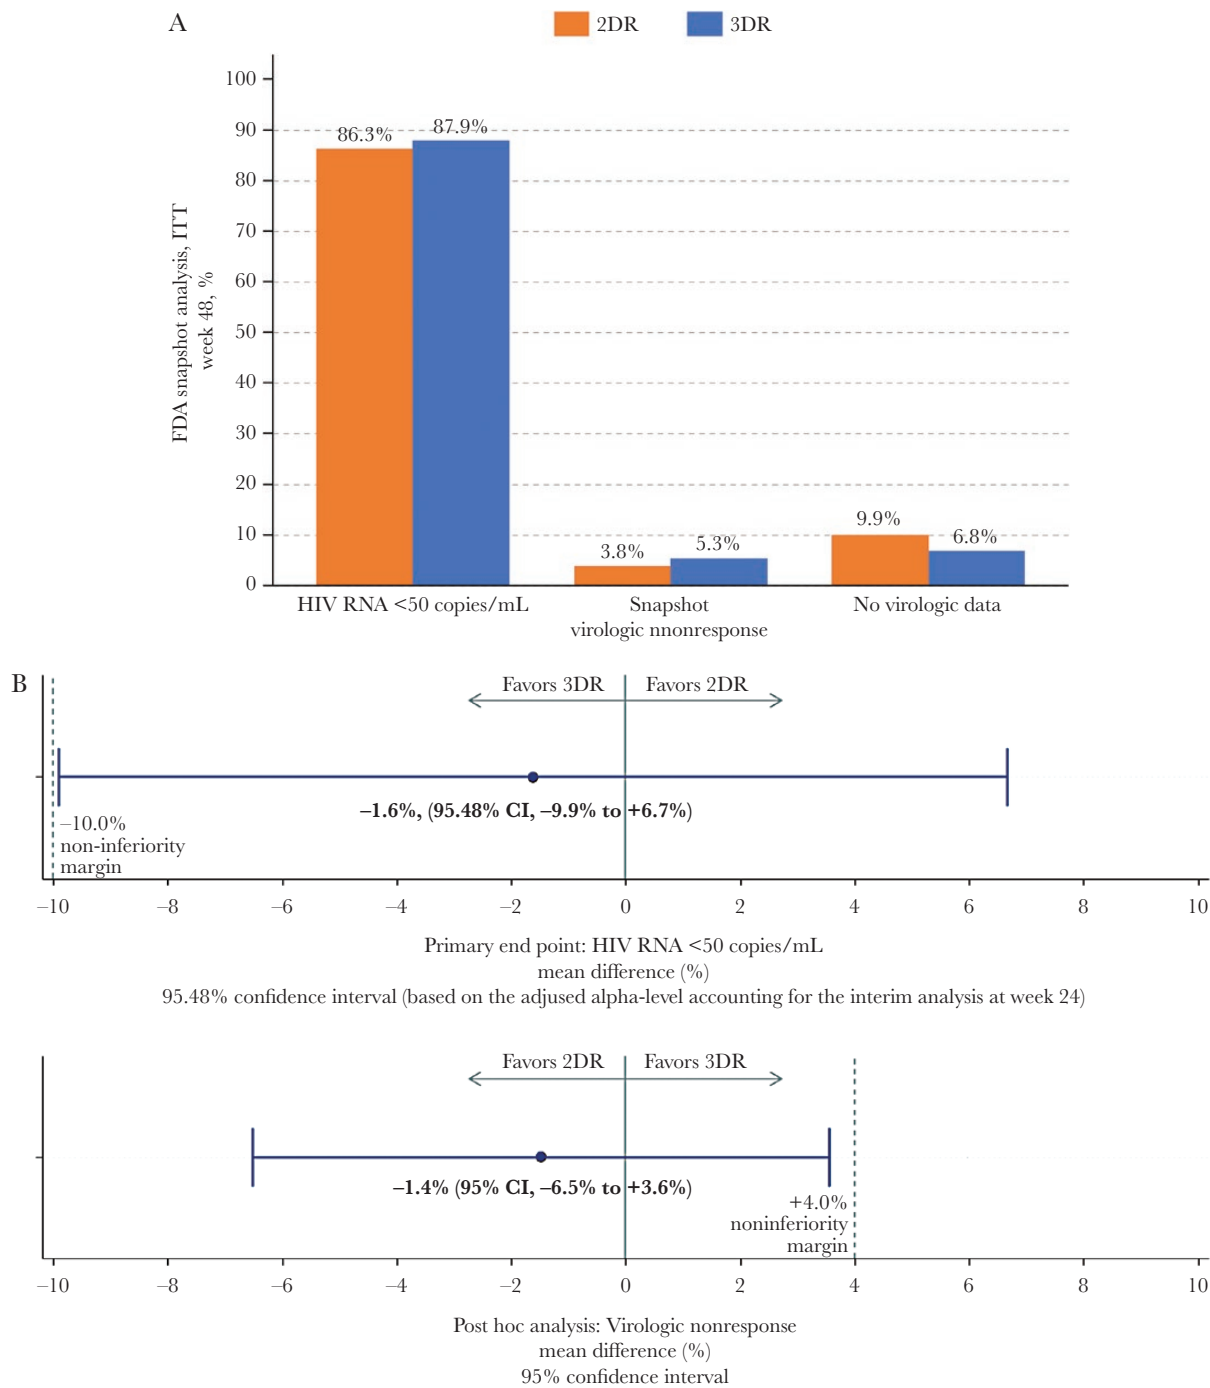 A
2DR
3DR
FDA snapshot analysis, ITT
week 48, %
100
90
80
70
60
50
40
30
20
10
0
86.3%
87.9%
3.8%
5.3%
9.9%
6.8%
HIV RNA <50 copies/mL
Snapshot
virologic nnonresponse
No virologic data
B
Favors 3DR
Favors 2DR
–1.6%, (95.48% CI, –9.9% to +6.7%)
–10.0%
non-inferiority
margin
–10 –8 –6 –4 –2 0 2 4 6 8 10
Primary end point: HIV RNA <50 copies/mL
mean difference (%)
95.48% confidence interval (based on the adjused alpha-level accounting for the interim analysis at week 24)
Favors 2DR
Favors 3DR
–1.4% (95% CI, –6.5% to +3.6%)
+4.0%
noninferiority
margin
–10 –8 –6 –4 –2 0 2 4 6 8 10
Post hoc analysis: Virologic nonresponse
mean difference (%)
95% confidence interval